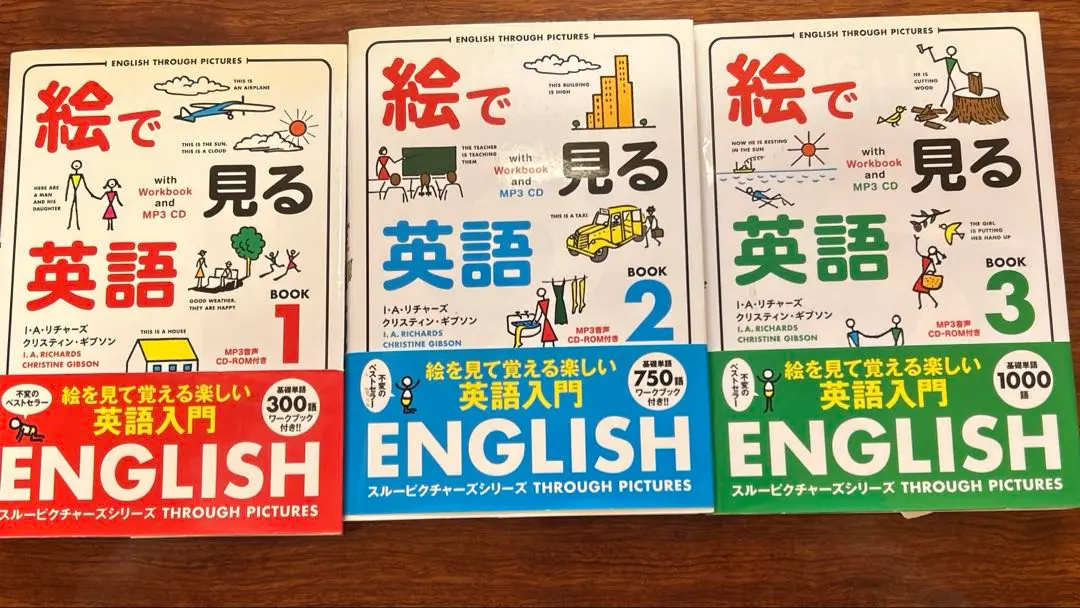 ENGLISH THROUGH PICTURES
絵で
THIS IS
AN AIRPLANE
THIS IS THE SUN,
THIS IS A CLOUD
with
Workbook
and
MP3 CD
見る
HERE ARE
A MAN
AND HIS
DAUGHTER
英語
GOOD WEATHER,
THEY ARE HAPPY
BOOK
1
I・A・リチャーズ
クリスティン・ギブソン
I. A. RICHARDS
CHRISTINE GIBSON
THIS IS A HOUSE
MP3音声
CD-ROM付き
不変の
ベストセラー
絵を見て覚える楽しい
英語入門
基礎単語
300語
ワークブック
付き!!
ENGLISH
スルーピクチャーズシリーズ THROUGH PICTURES
ENGLISH THROUGH PICTURES
絵で
THIS BUILDING
IS HIGH
THE TEACHER
IS TEACHING
THEM
with
Workbook
and
MP3 CD
見る
THIS IS A TAXI
英語
BOOK
2
I・A・リチャーズ
クリスティン・ギブソン
I. A. RICHARDS
CHRISTINE GIBSON
MP3音声
CD-ROM付き
不変の
ベストセラー
絵を見て覚える楽しい
英語入門
基礎単語
750語
ワークブック
付き!!
ENGLISH
スルーピクチャーズシリーズ THROUGH PICTURES
ENGLISH THROUGH PICTURES
絵で
HE IS
CUTTING
WOOD
NOW HE IS RESTING
IN THE SUN
with
Workbook
and
MP3 CD
見る
THE GIRL
IS PUTTING
HER HAND UP
英語
BOOK
3
I・A・リチャーズ
クリスティン・ギブソン
I. A. RICHARDS
CHRISTINE GIBSON
MP3音声
CD-ROM付き
不変の
ベストセラー
絵を見て覚える楽しい
英語入門
基礎単語
1000
語
ENGLISH
スルーピクチャーズシリーズ THROUGH PICTURES